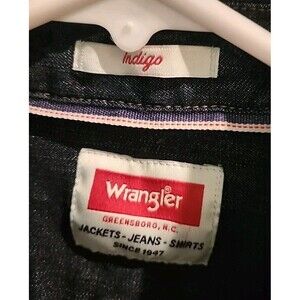 Indigo
Wrangler
GREENSBORO, N.C.
JACKETS - JEANS - SHIRTS
SINCE 1947